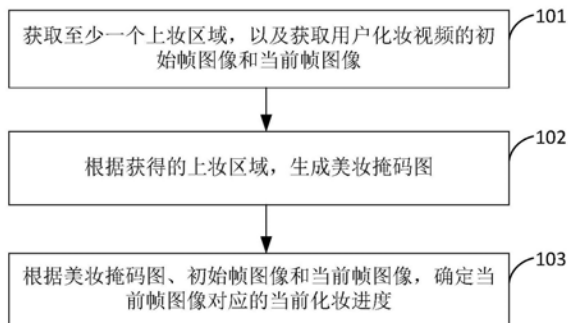 101
获取至少一个上妆区域，以及获取用户化妆视频的初
始帧图像和当前帧图像
102
根据获得的上妆区域，生成美妆掩码图
103
根据美妆掩码图、初始帧图像和当前帧图像，确定当
前帧图像对应的当前化妆进度